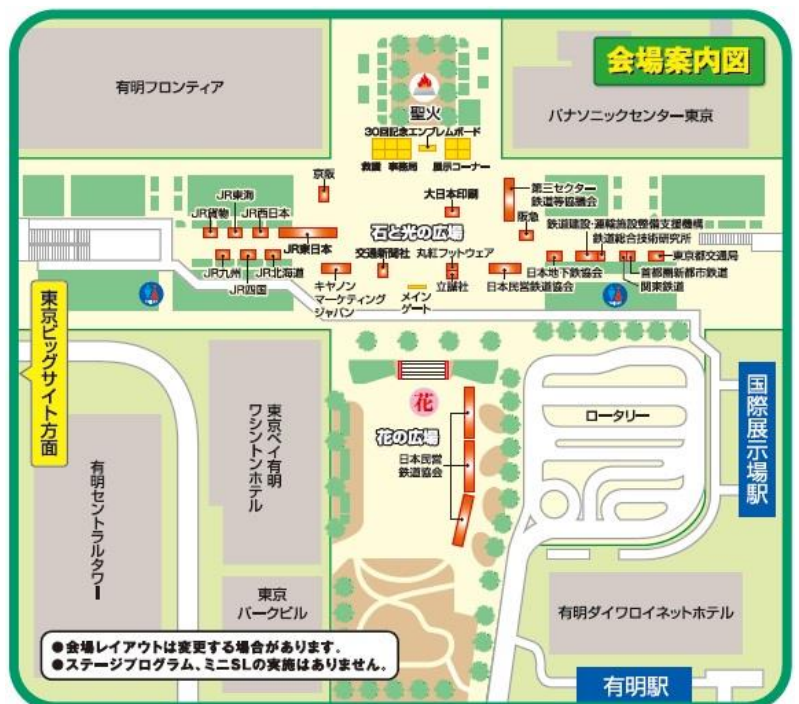 会場案内図
有明フロンティア
パナソニックセンター東京
聖火
30回記念エンブレムボード
救護 事務局 展示コーナー
京阪
大日本印刷
第三セクター
鉄道等協議会
JR東海
JR貨物
JR西日本
JR東日本
石と光の広場
阪急
鉄道建設・運輸施設整備支援機構
鉄道総合技術研究所
交通新聞社
丸紅フットウェア
東京都交通局
JR九州
JR四国
JR北海道
キヤノン
マーケティング
ジャパン
メイン
ゲート
立誠社
日本民営鉄道協会
日本地下鉄協会
首都圏新都市鉄道
関東鉄道
東京ビッグサイト方面
花
花の広場
日本民営
鉄道協会
ロータリー
国際展示場駅
東京ベイ有明
ワシントンホテル
有明セントラルタワー
東京
パークビル
有明ダイワロイネットホテル
有明駅
●会場レイアウトは変更する場合があります。
●ステージプログラム、ミニSLの実施はありません。